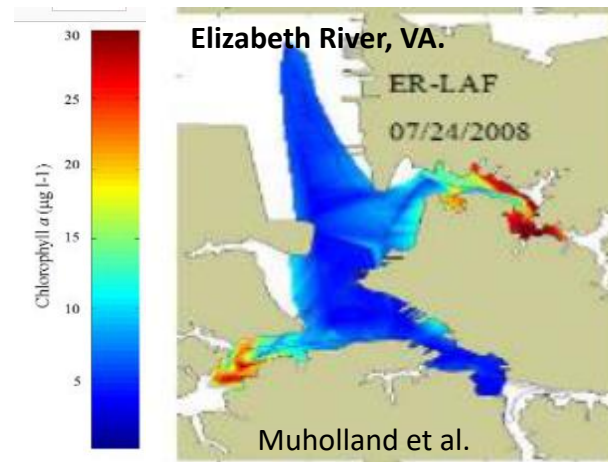 Elizabeth River, VA.
ER-LAF
07/24/2008
30
25
20
15
10
5
Chlorophyll a (µg l-1)
Muholland et al.